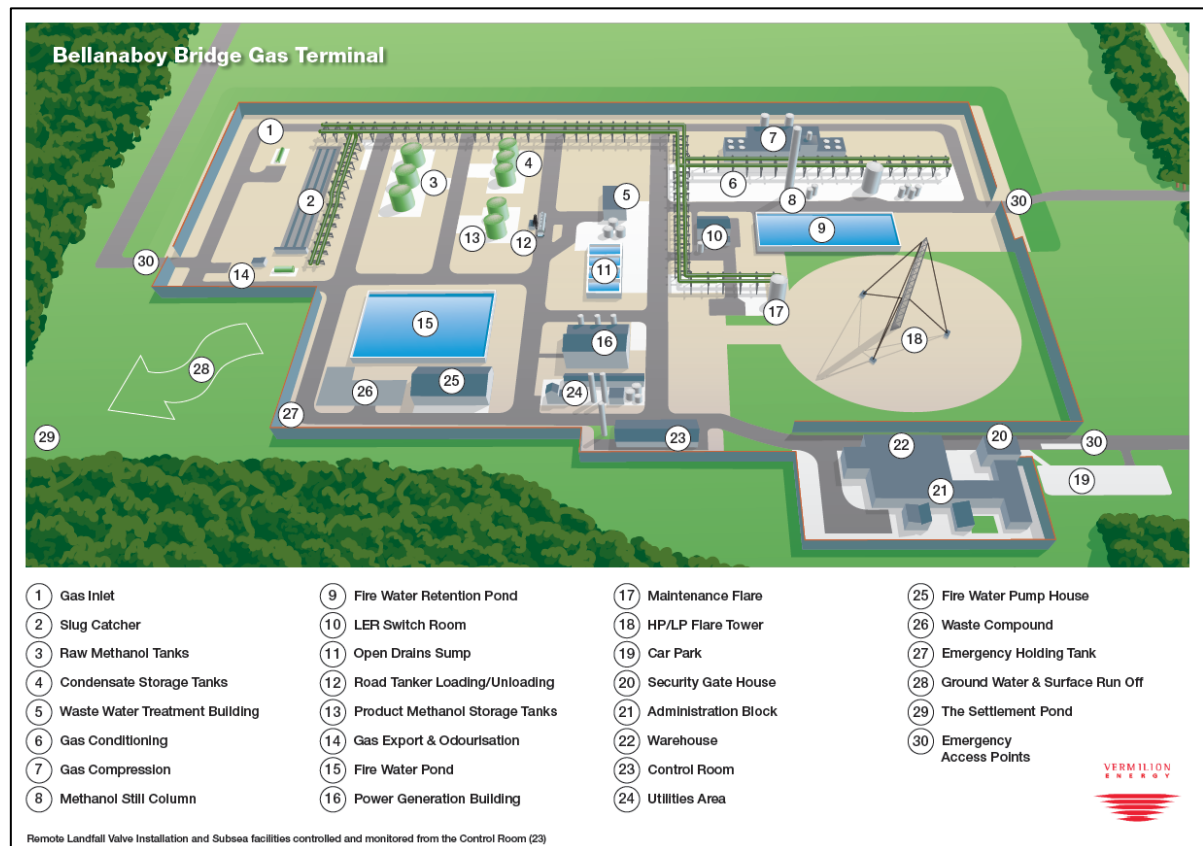 Bellanaboy Bridge Gas Terminal
1
2
3
4
5
6
7
8
9
10
11
12
13
14
15
16
17
18
19
20
21
22
23
24
25
26
27
28
29
30
30
30
1 Gas Inlet
2 Slug Catcher
3 Raw Methanol Tanks
4 Condensate Storage Tanks
5 Waste Water Treatment Building
6 Gas Conditioning
7 Gas Compression
8 Methanol Still Column
9 Fire Water Retention Pond
10 LER Switch Room
11 Open Drains Sump
12 Road Tanker Loading/Unloading
13 Product Methanol Storage Tanks
14 Gas Export & Odourisation
15 Fire Water Pond
16 Power Generation Building
17 Maintenance Flare
18 HP/LP Flare Tower
19 Car Park
20 Security Gate House
21 Administration Block
22 Warehouse
23 Control Room
24 Utilities Area
25 Fire Water Pump House
26 Waste Compound
27 Emergency Holding Tank
28 Ground Water & Surface Run Off
29 The Settlement Pond
30 Emergency
Access Points
VERMILION
ENERGY
Remote Landfall Valve Installation and Subsea facilities controlled and monitored from the Control Room (23)